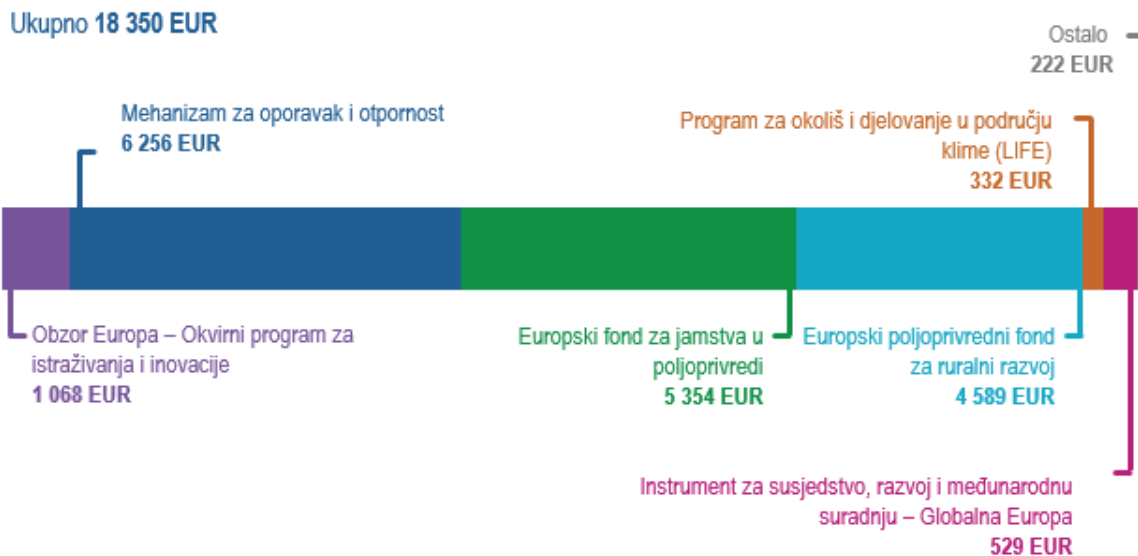 Ukupno 18 350 EUR
Ostalo
222 EUR
Mehanizam za oporavak i otpornost
6 256 EUR
Program za okoliš i djelovanje u području
klime (LIFE)
332 EUR
Obzor Europa – Okvirni program za
istraživanja i inovacije
1 068 EUR
Europski fond za jamstva u
poljoprivredi
5 354 EUR
Europski poljoprivredni fond
za ruralni razvoj
4 589 EUR
Instrument za susjedstvo, razvoj i međunarodnu
suradnju – Globalna Europa
529 EUR